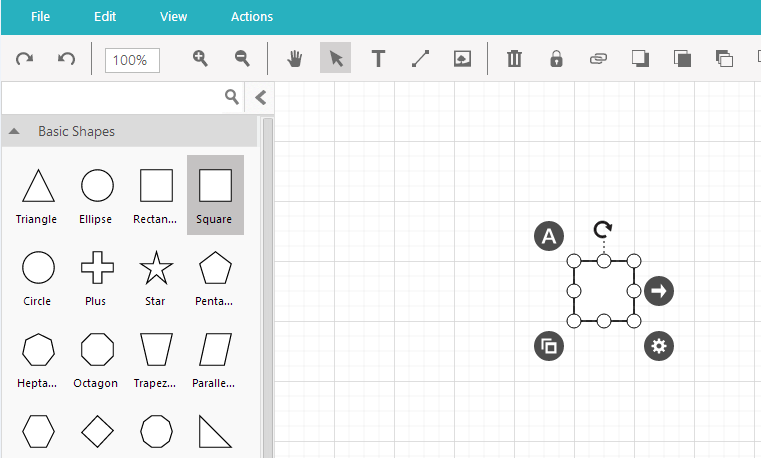 File Edit View Actions
100% T
Basic Shapes
Triangle Ellipse Rectan... Square
Circle Plus Star Penta...
Hepta... Octagon Trapez... Paralle...
A